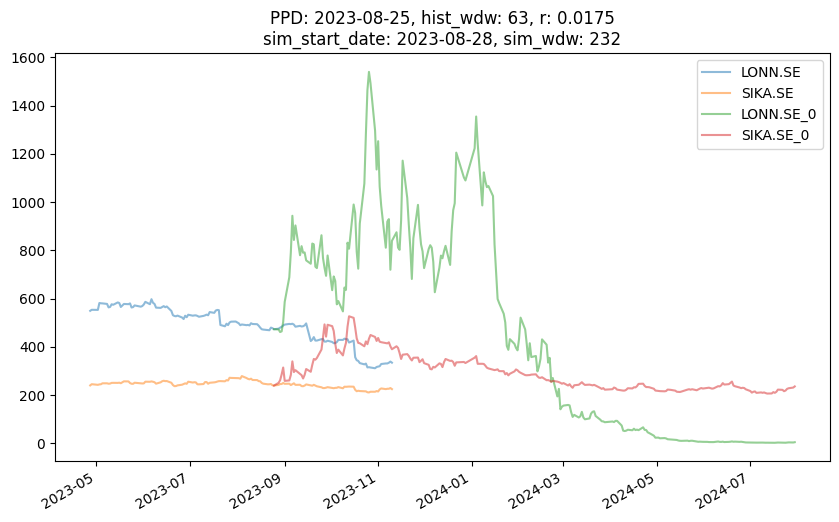 PPD: 2023-08-25, hist_wdw: 63, r: 0.0175
sim_start_date: 2023-08-28, sim_wdw: 232
LONN.SE
SIKA.SE
LONN.SE_0
SIKA.SE_0
1600
1400
1200
1000
800
600
400
200
0
2023-05
2023-07
2023-09
2023-11
2024-01
2024-03
2024-05
2024-07